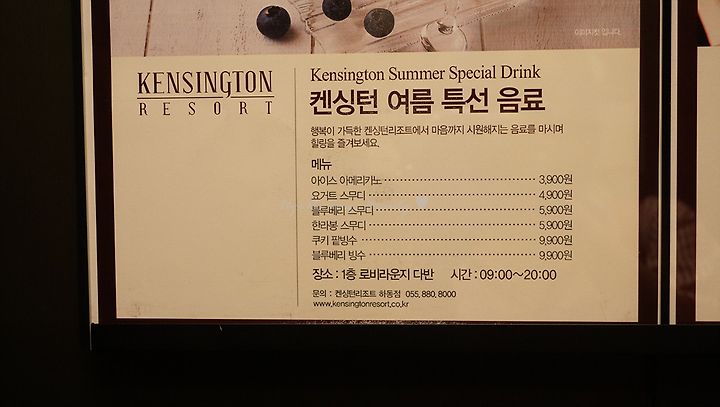 이미지컷 입니다.
KENSINGTON
RESORT
Kensington Summer Special Drink
켄싱턴 여름 특선 음료
행복이 가득한 켄싱턴리조트에서 마음까지 시원해지는 음료를 마시며
힐링을 즐겨보세요.
메뉴
아이스 아메리카노 3,900원
요거트 스무디 4,900원
블루베리 스무디 5,900원
한라봉 스무디 5,900원
쿠키 팥빙수 9,900원
블루베리 빙수 9,900원
장소 : 1층 로비라운지 다반 시간 : 09:00~20:00
문의 : 켄싱턴리조트 하동점 055. 880. 8000
www.kensingtonresort.co.kr